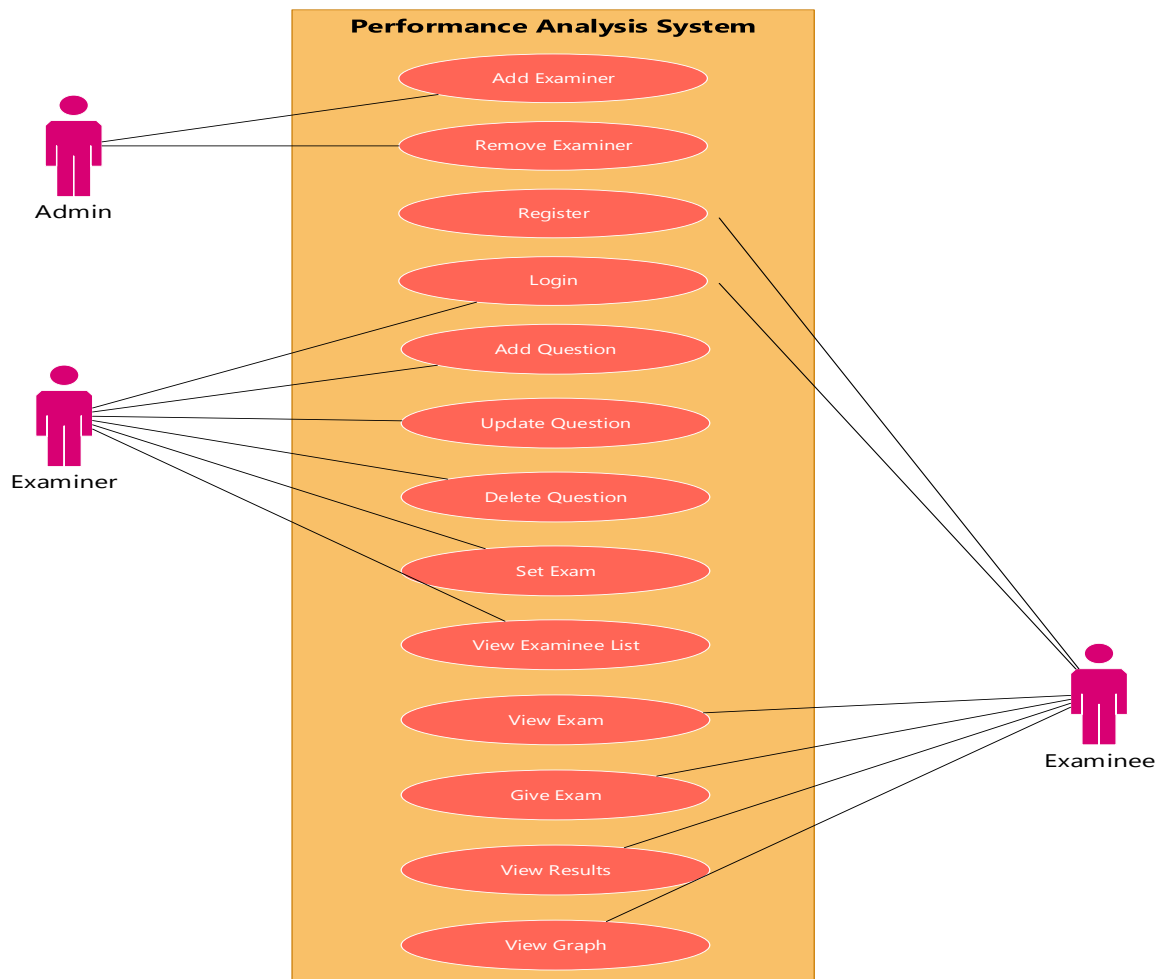 Performance Analysis System
Add Examiner
Remove Examiner
Admin
Register
Login
Add Question
Update Question
Examiner
Delete Question
Set Exam
View Examinee List
View Exam
Examinee
Give Exam
View Results
View Graph